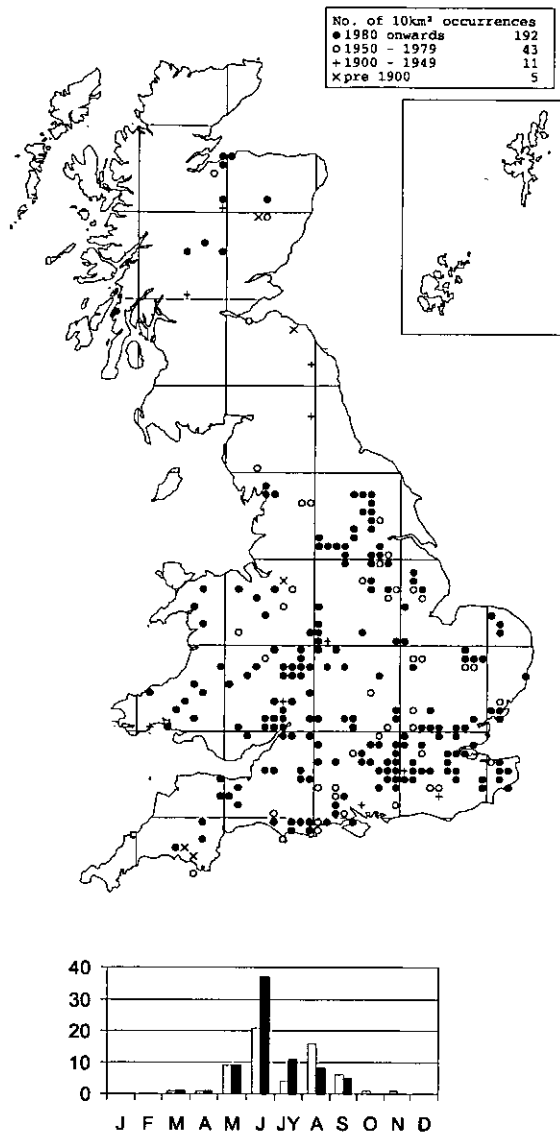 No. of 10km² occurrences
● 1980 onwards 192
○ 1950 - 1979 43
+ 1900 - 1949 11
× pre 1900 5
40
30
20
10
0
J F M A M J JY A S O N D